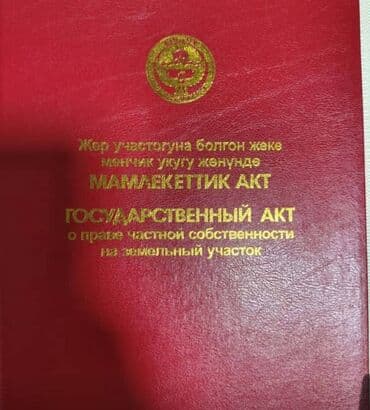 Жер участогуна болгон жеке
менчик укугу жөнүндө
МАМЛЕКЕТТИК АКТ
ГОСУДАРСТВЕННЫЙ АКТ
о праве частной собственности
на земельный участок